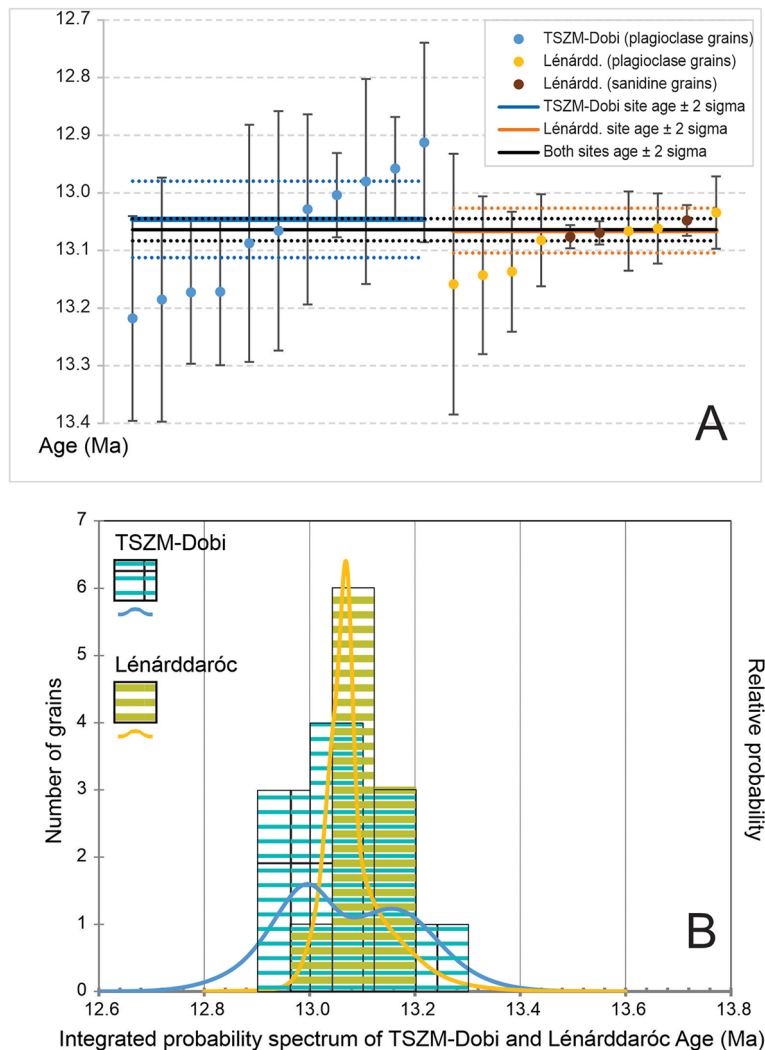 12.7
12.8
12.9
13.0
13.1
13.2
13.3
13.4
Age (Ma)
TSZM-Dobi (plagioclase grains)
Lénárdd. (plagioclase grains)
Lénárdd. (sanidine grains)
TSZM-Dobi site age ± 2 sigma
Lénárdd. site age ± 2 sigma
Both sites age ± 2 sigma
A
7
6
5
4
3
2
1
0
Number of grains
TSZM-Dobi
Lénárddaróc
Relative probability
B
12.6 12.8 13.0 13.2 13.4 13.6 13.8
Integrated probability spectrum of TSZM-Dobi and Lénárddaróc Age (Ma)